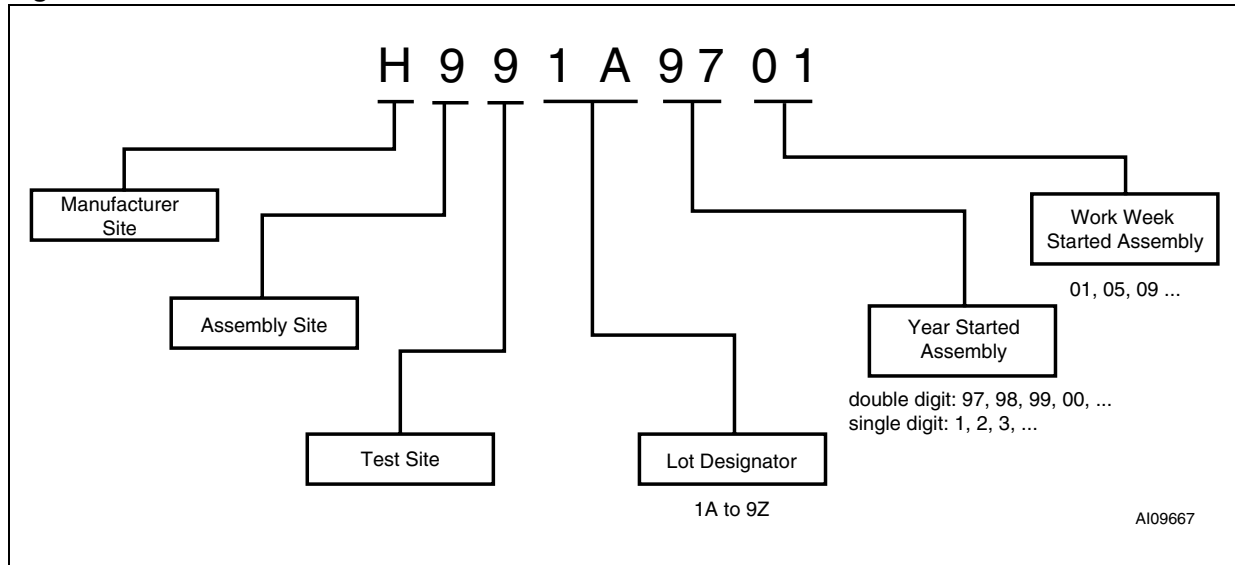 H 9 9 1 A 9 7 0 1
Manufacturer
Site
Work Week
Started Assembly
01, 05, 09 ...
Assembly Site
Year Started
Assembly
double digit: 97, 98, 99, 00, ...
single digit: 1, 2, 3, ...
Test Site
Lot Designator
1A to 9Z
AI09667